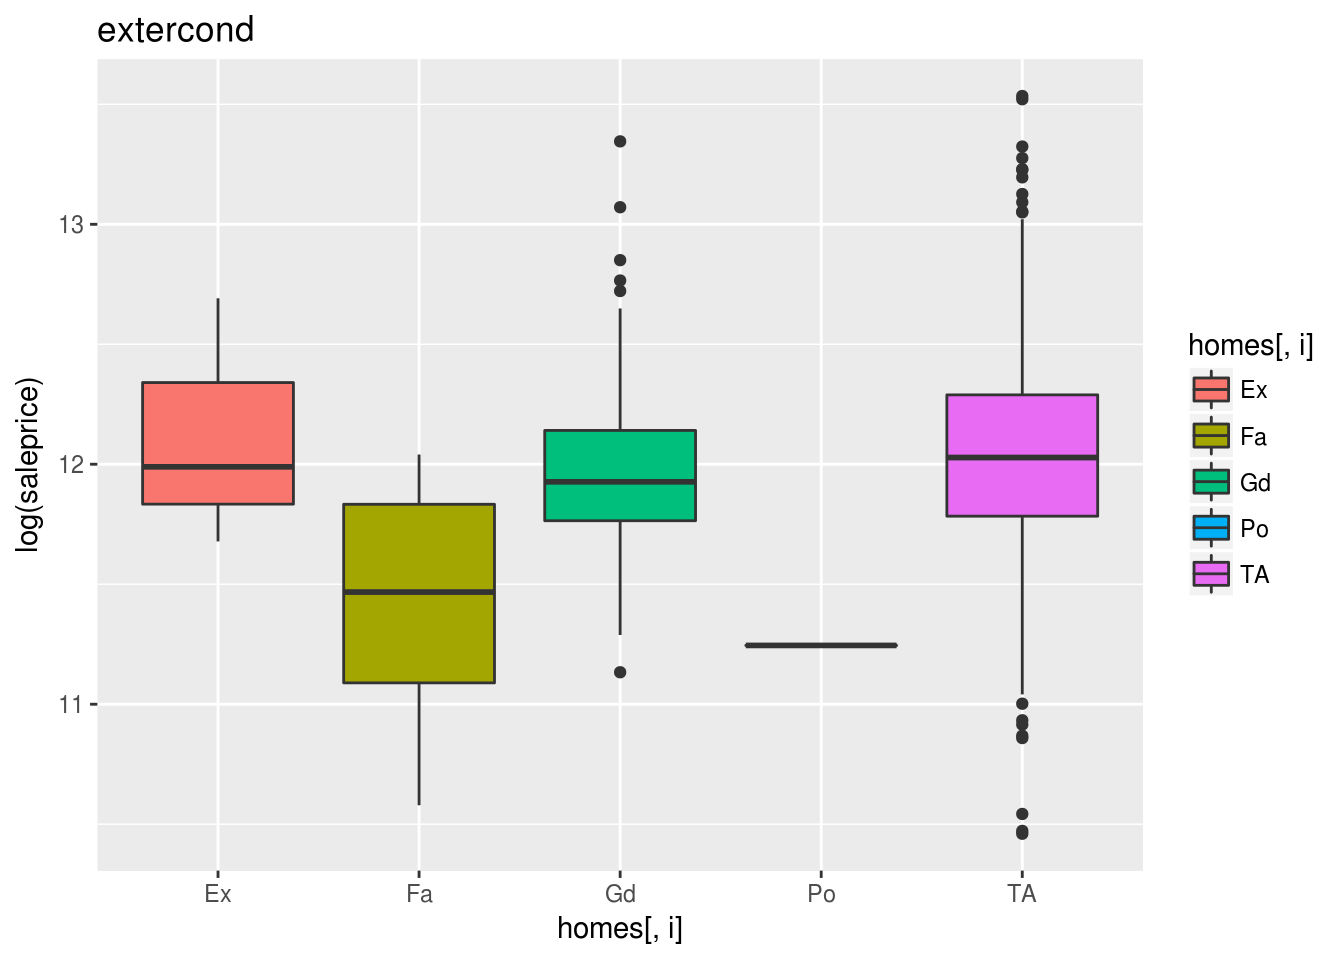 extercond
log(saleprice)
13
12
11
Ex Fa Gd Po TA
homes[, i]
homes[, i]
Ex
Fa
Gd
Po
TA